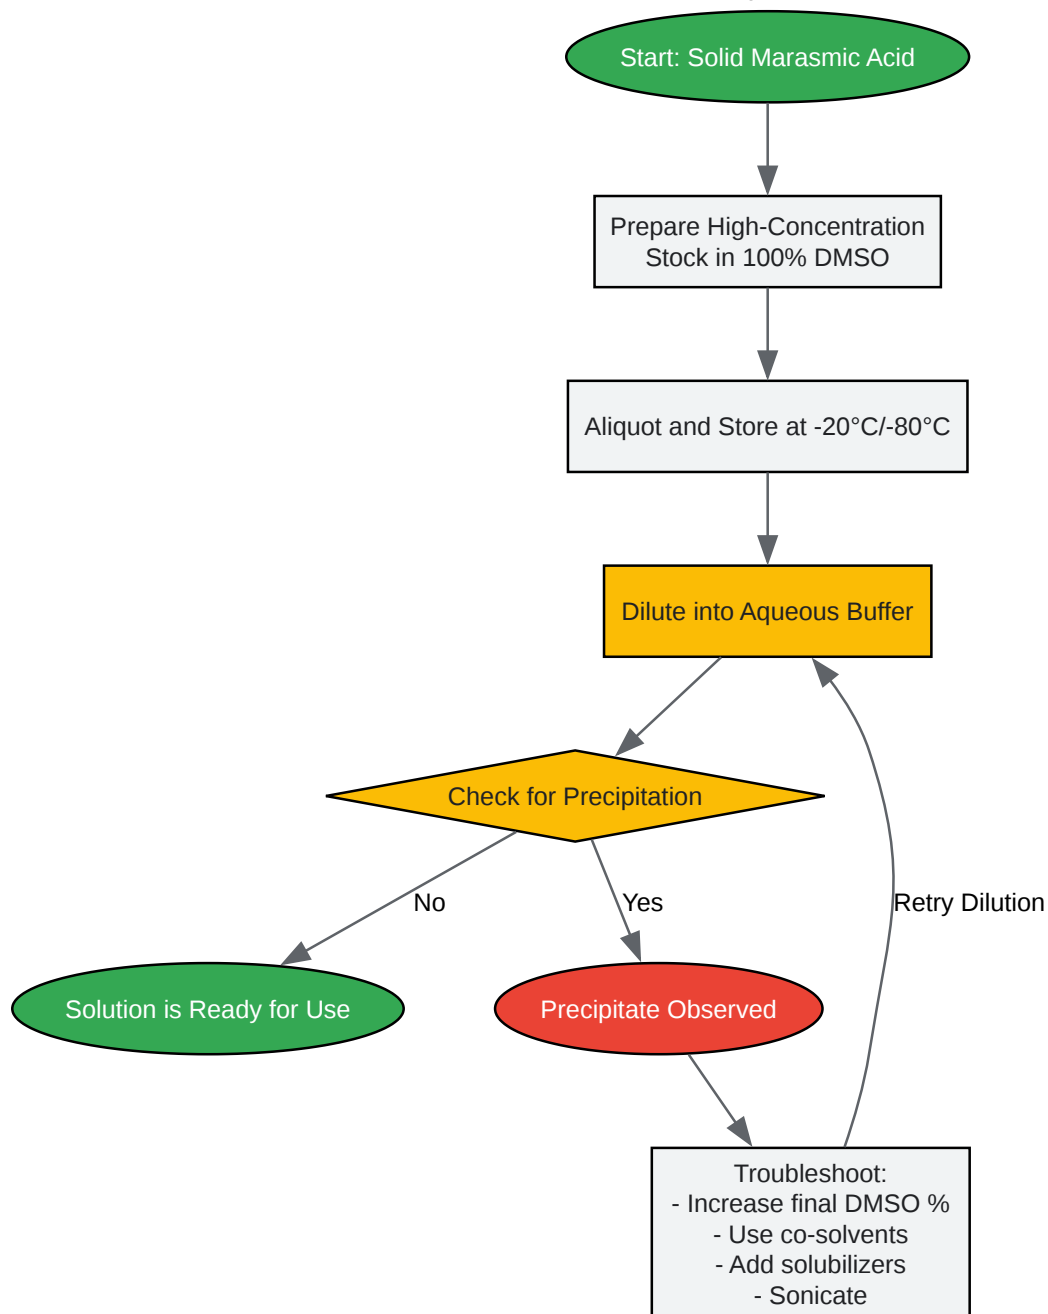 Start: Solid Marasmic Acid
Prepare High-Concentration
Stock in 100% DMSO
Aliquot and Store at -20°C/-80°C
Dilute into Aqueous Buffer
Check for Precipitation
No
Yes
Retry Dilution
Solution is Ready for Use
Precipitate Observed
Troubleshoot:
- Increase final DMSO %
- Use co-solvents
- Add solubilizers
- Sonicate